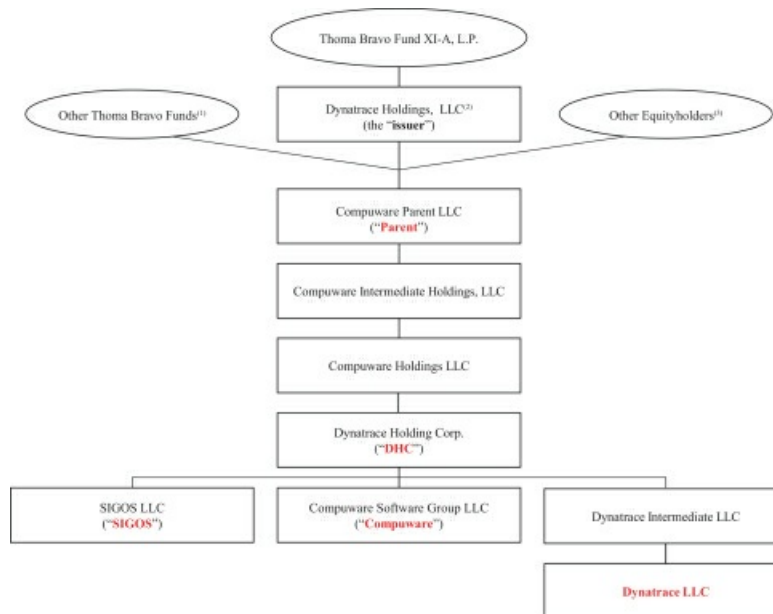 Thoma Bravo Fund XI-A, L.P.
Dynatrace Holdings, LLC(2)
(the “issuer”)
Other Thoma Bravo Funds(1)
Other Equityholders(3)
Compuware Parent LLC
(“Parent”)
Compuware Intermediate Holdings, LLC
Compuware Holdings LLC
Dynatrace Holding Corp.
(“DHC”)
SIGOS LLC
(“SIGOS”)
Compuware Software Group LLC
(“Compuware”)
Dynatrace Intermediate LLC
Dynatrace LLC